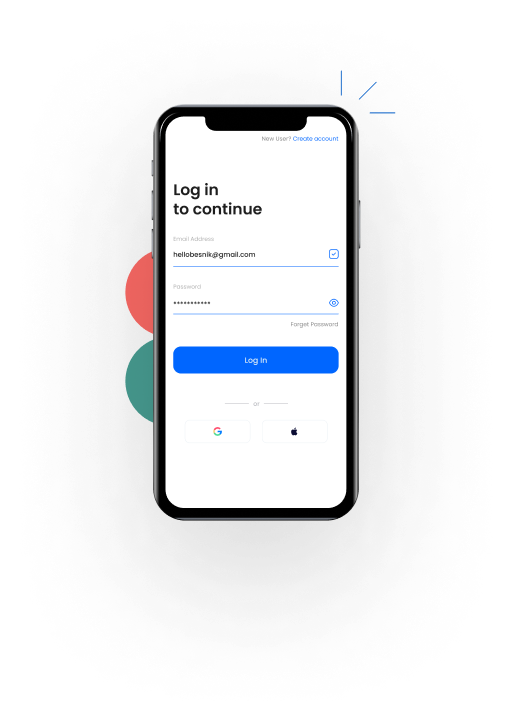 New User? Create account
Log in
to continue
Email Address
hellobesnik@gmail.com
Password
•••••••••••
Forget Password
Log In
or